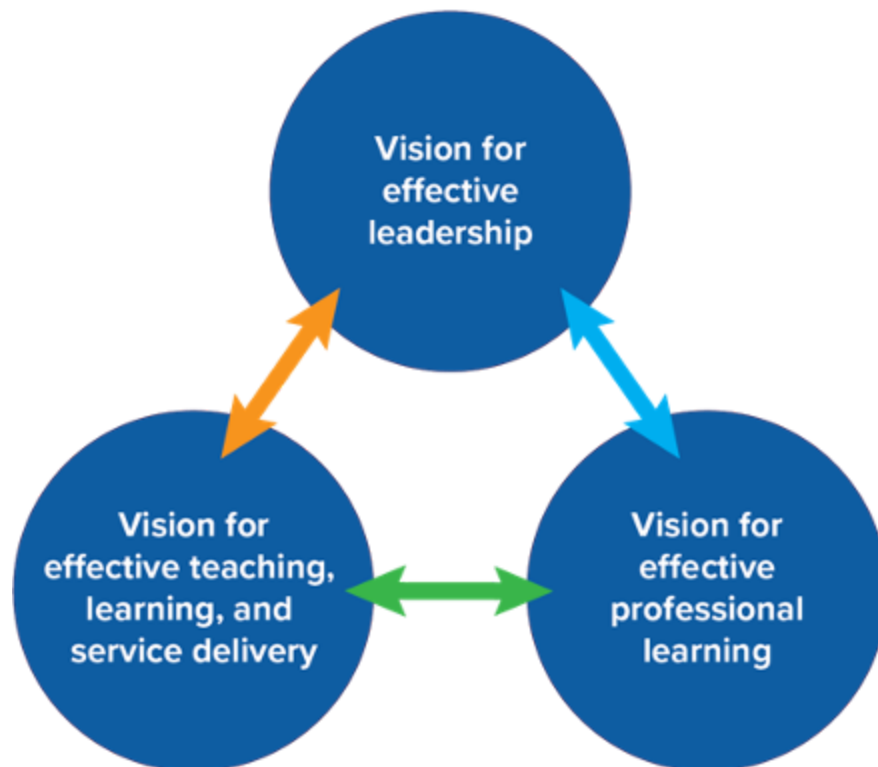 Vision for
effective
leadership
Vision for
effective teaching,
learning, and
service delivery
Vision for
effective
professional
learning